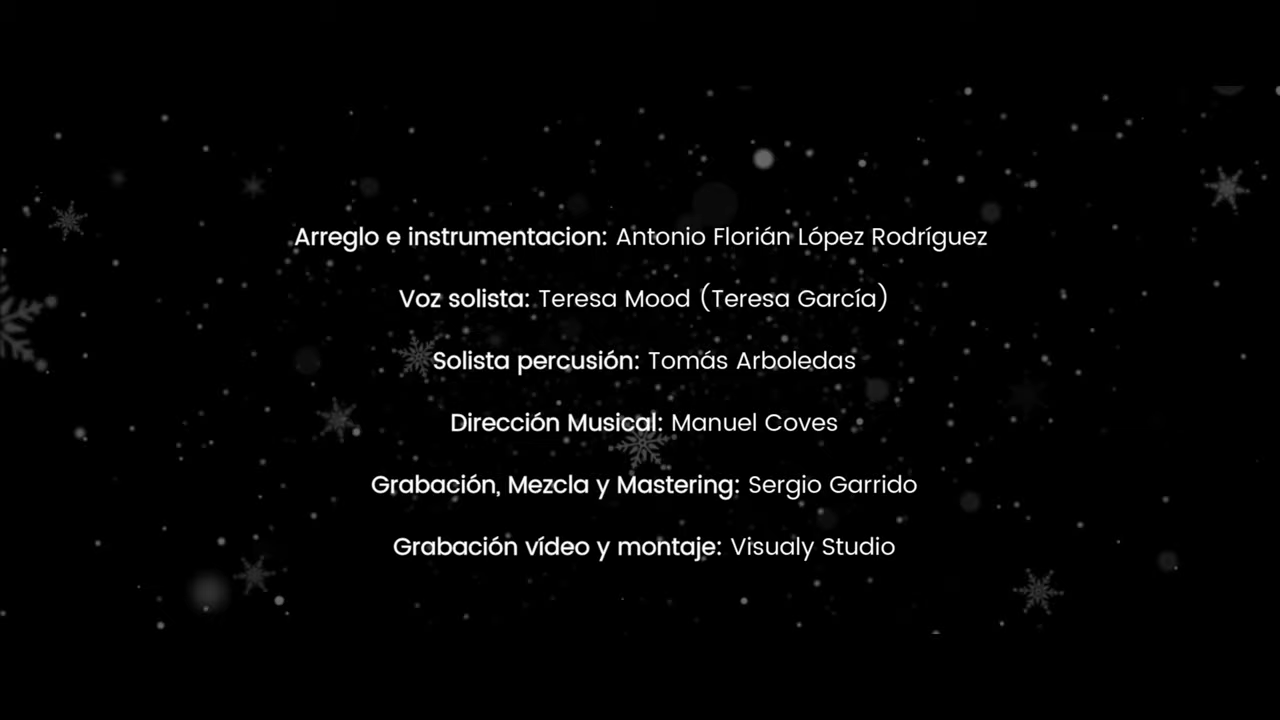 Arreglo e instrumentacion: Antonio Florián López Rodríguez
Voz solista: Teresa Mood (Teresa García)
Solista percusión: Tomás Arboledas
Dirección Musical: Manuel Coves
Grabación, Mezcla y Mastering: Sergio Garrido
Grabación vídeo y montaje: Visualy Studio